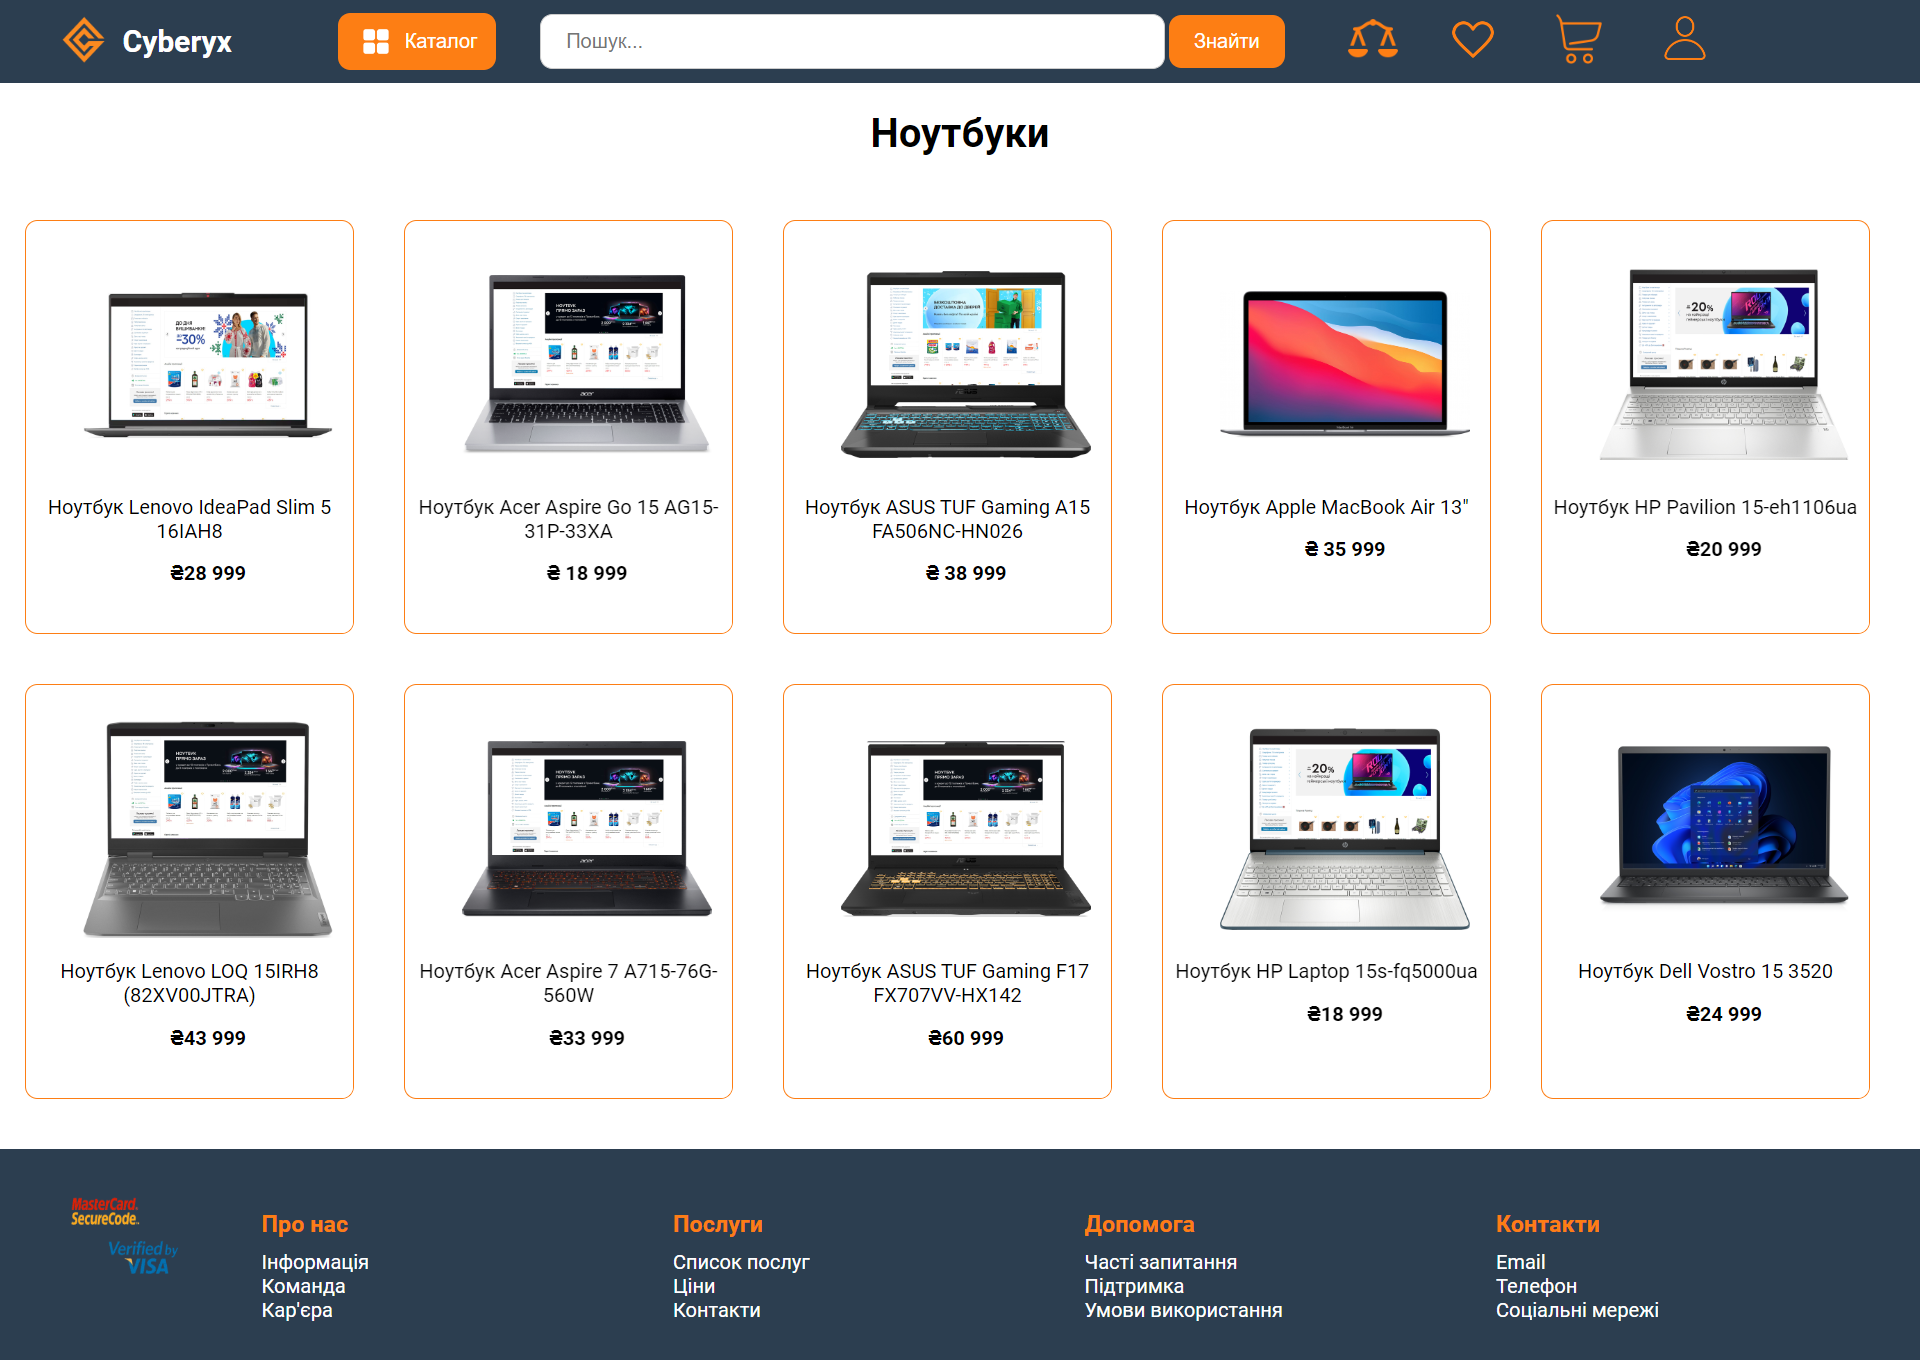 Cyberyx
Каталог
Пошук...
Знайти
Ноутбуки
Ноутбук Lenovo IdeaPad Slim 5
16IAH8
₴28 999
Ноутбук Acer Aspire Go 15 AG15-
31P-33XA
₴ 18 999
Ноутбук ASUS TUF Gaming A15
FA506NC-HN026
₴ 38 999
Ноутбук Apple MacBook Air 13"
₴ 35 999
Ноутбук HP Pavilion 15-eh1106ua
₴20 999
Ноутбук Lenovo LOQ 15IRH8
(82XV00JTRA)
₴43 999
Ноутбук Acer Aspire 7 A715-76G-
560W
₴33 999
Ноутбук ASUS TUF Gaming F17
FX707VV-HX142
₴60 999
Ноутбук HP Laptop 15s-fq5000ua
₴18 999
Ноутбук Dell Vostro 15 3520
₴24 999
MasterCard.
SecureCode.
Verified by
VISA
Про нас
Інформація
Команда
Кар'єра
Послуги
Список послуг
Ціни
Контакти
Допомога
Часті запитання
Підтримка
Умови використання
Контакти
Email
Телефон
Соціальні мережі